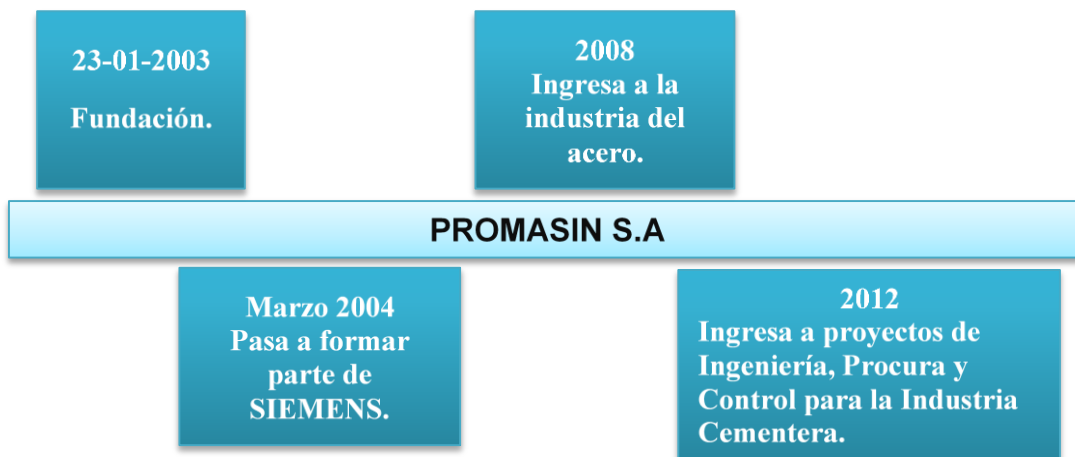 23-01-2003
Fundación.
2008
Ingresa a la
industria del
acero.
PROMASIN S.A
Marzo 2004
Pasa a formar
parte de
SIEMENS.
2012
Ingresa a proyectos de
Ingeniería, Procura y
Control para la Industria
Cementera.